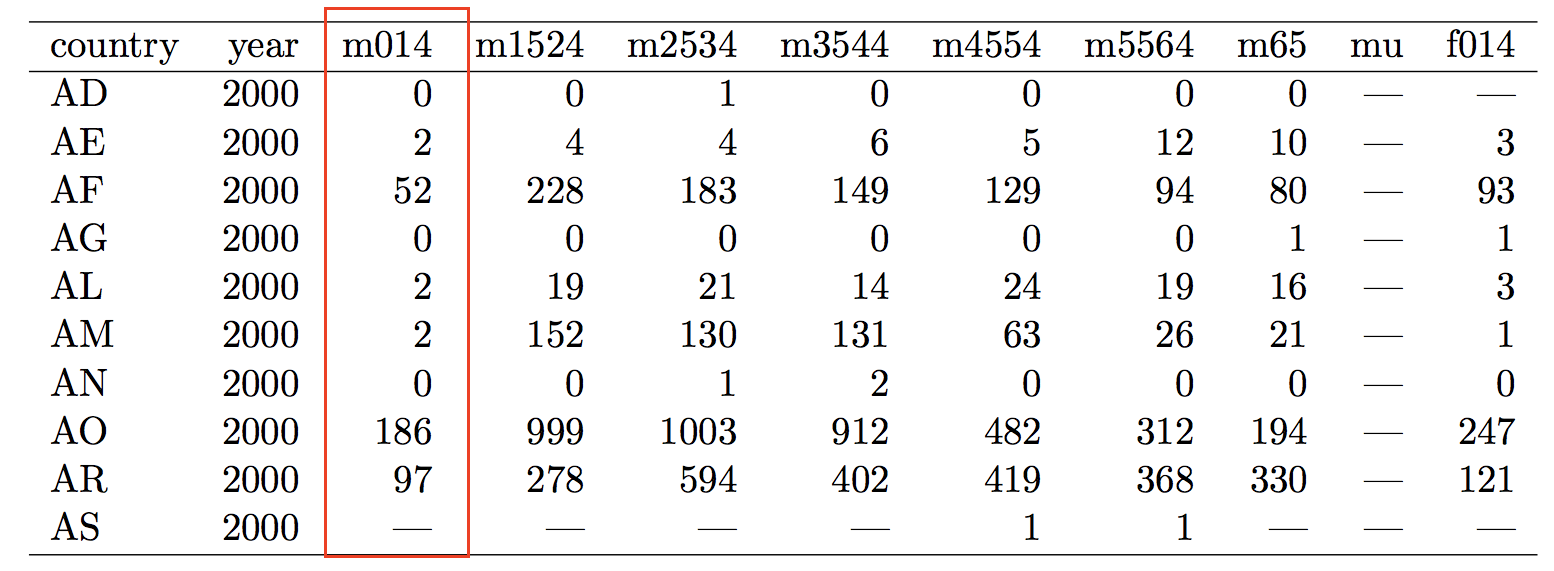 country year m014 m1524 m2534 m3544 m4554 m5564 m65 mu f014
AD 2000 0 0 1 0 0 0 0 — —
AE 2000 2 4 4 6 5 12 10 — 3
AF 2000 52 228 183 149 129 94 80 — 93
AG 2000 0 0 0 0 0 0 1 — 1
AL 2000 2 19 21 14 24 19 16 — 3
AM 2000 2 152 130 131 63 26 21 — 1
AN 2000 0 0 1 2 0 0 0 — 0
AO 2000 186 999 1003 912 482 312 194 — 247
AR 2000 97 278 594 402 419 368 330 — 121
AS 2000 — — — — 1 1 — — —